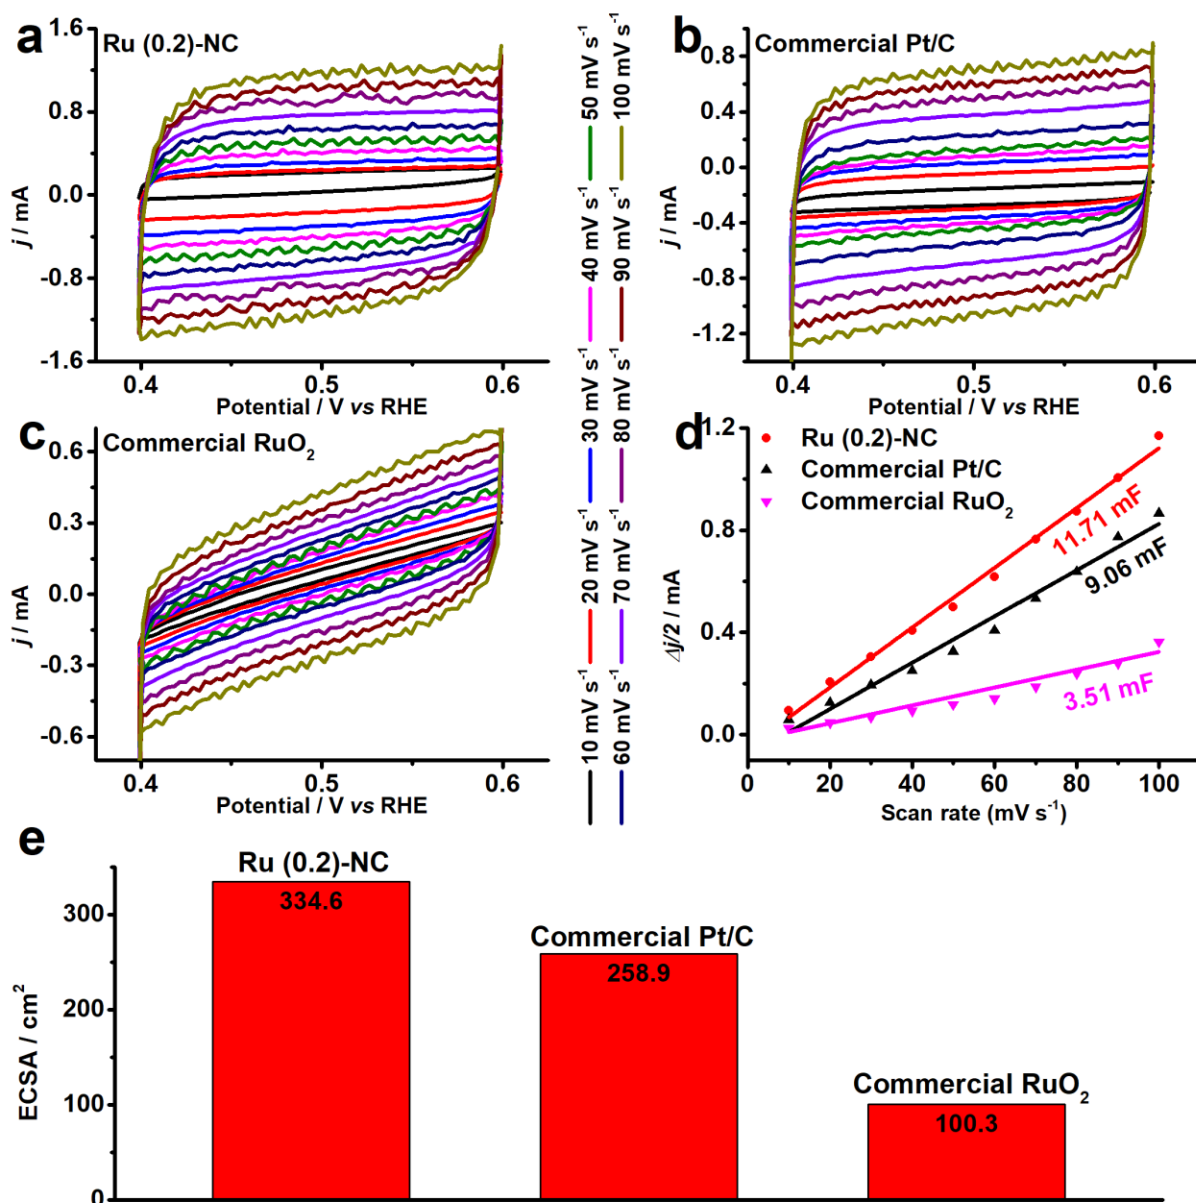 a
Ru (0.2)-NC
1.6
0.8
0.0
-0.8
-1.6
j / mA
0.4
0.5
0.6
Potential / V vs RHE
10 mV s⁻¹
20 mV s⁻¹
30 mV s⁻¹
40 mV s⁻¹
50 mV s⁻¹
60 mV s⁻¹
70 mV s⁻¹
80 mV s⁻¹
90 mV s⁻¹
100 mV s⁻¹
b
Commercial Pt/C
0.8
0.4
0.0
-0.4
-0.8
-1.2
j / mA
0.4
0.5
0.6
Potential / V vs RHE
c
Commercial RuO₂
0.6
0.3
0.0
-0.3
-0.6
j / mA
0.4
0.5
0.6
Potential / V vs RHE
d
Ru (0.2)-NC
Commercial Pt/C
Commercial RuO₂
11.71 mF
9.06 mF
3.51 mF
1.2
0.8
0.4
0.0
Δj/2 / mA
0
20
40
60
80
100
Scan rate (mV s⁻¹)
e
Ru (0.2)-NC
334.6
Commercial Pt/C
258.9
Commercial RuO₂
100.3
300
200
100
0
ECSA / cm²